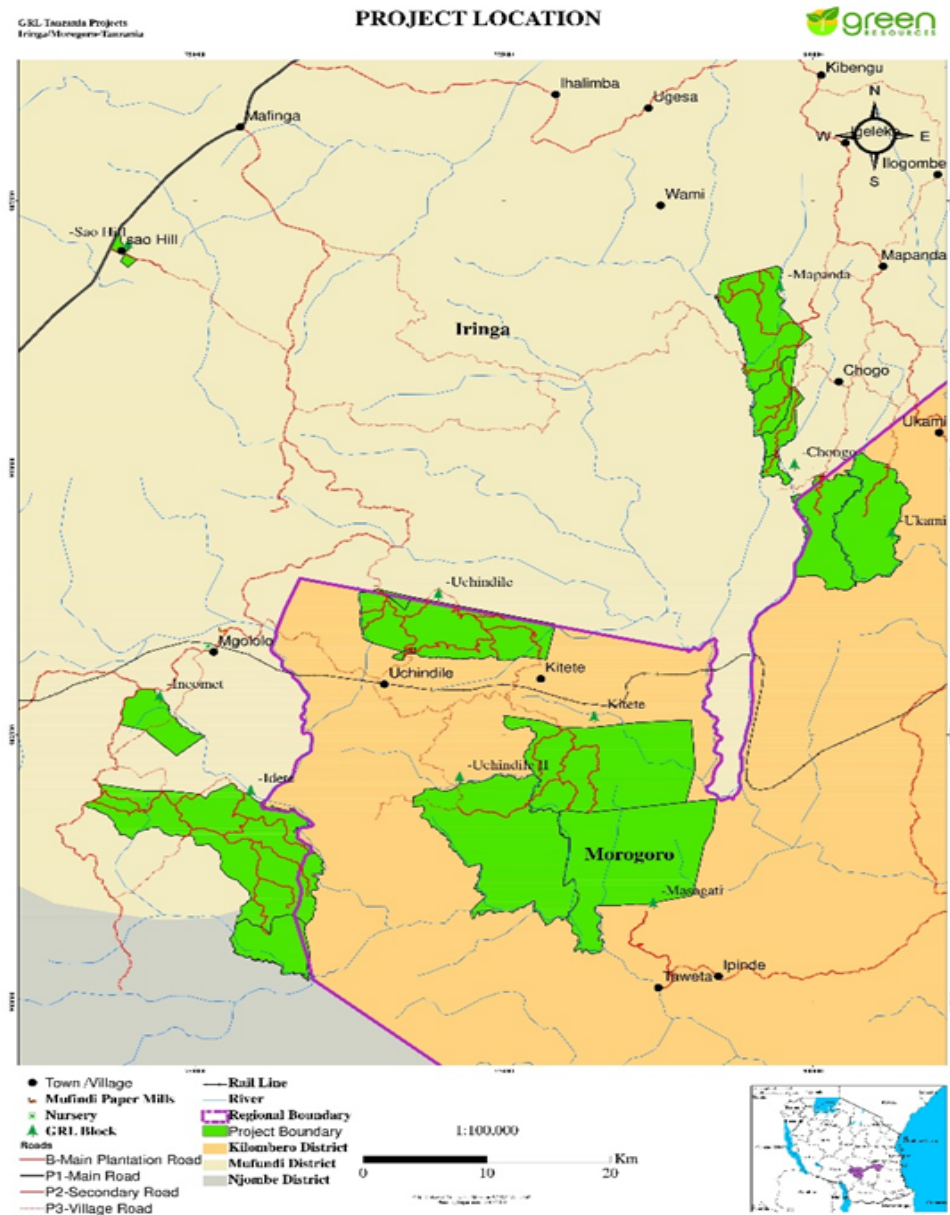 GRL-Tanzania Projects
Iringa/Morogoro-Tanzania
PROJECT LOCATION
green
RESOURCES
Kibengu
Ihalimba
Ugesa
N
Mafinga
W
Igeleke
E
Ilogombe
S
Wami
-Sao Hill
sao Hill
Mapanda
-Mapanda
Iringa
Chogo
Ukami
-Chongo
-Ukami
-Uchindile
Mgololo
Uchindile
Kitete
-Incomet
-Kitete
-Idete
-Uchindile II
Morogoro
-Masagati
Taweta
Ipinde
Town /Village
Mufindi Paper Mills
Nursery
GRL Block
Roads
B-Main Plantation Road
P1-Main Road
P2-Secondary Road
P3-Village Road
Rail Line
River
Regional Boundary
Project Boundary
Kilombero District
Mufundi District
Njombe District
1:100.000
0 10 20 Km